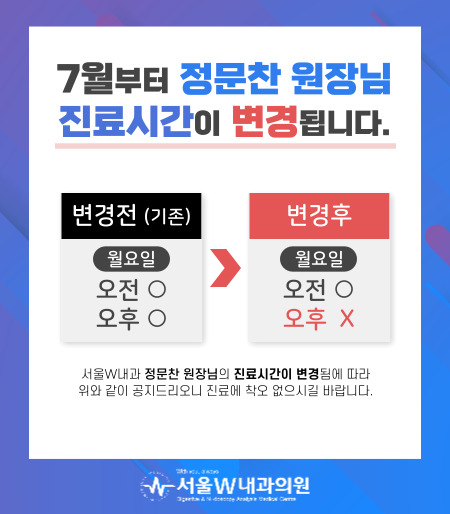 7월부터 정문찬 원장님
진료시간이 변경됩니다.
변경전 (기존)
월요일
오전 ○
오후 ○
변경후
월요일
오전 ○
오후 X
서울W내과 정문찬 원장님의 진료시간이 변경됨에 따라
위와 같이 공지드리오니 진료에 착오 없으시길 바랍니다.
서울W내과의원